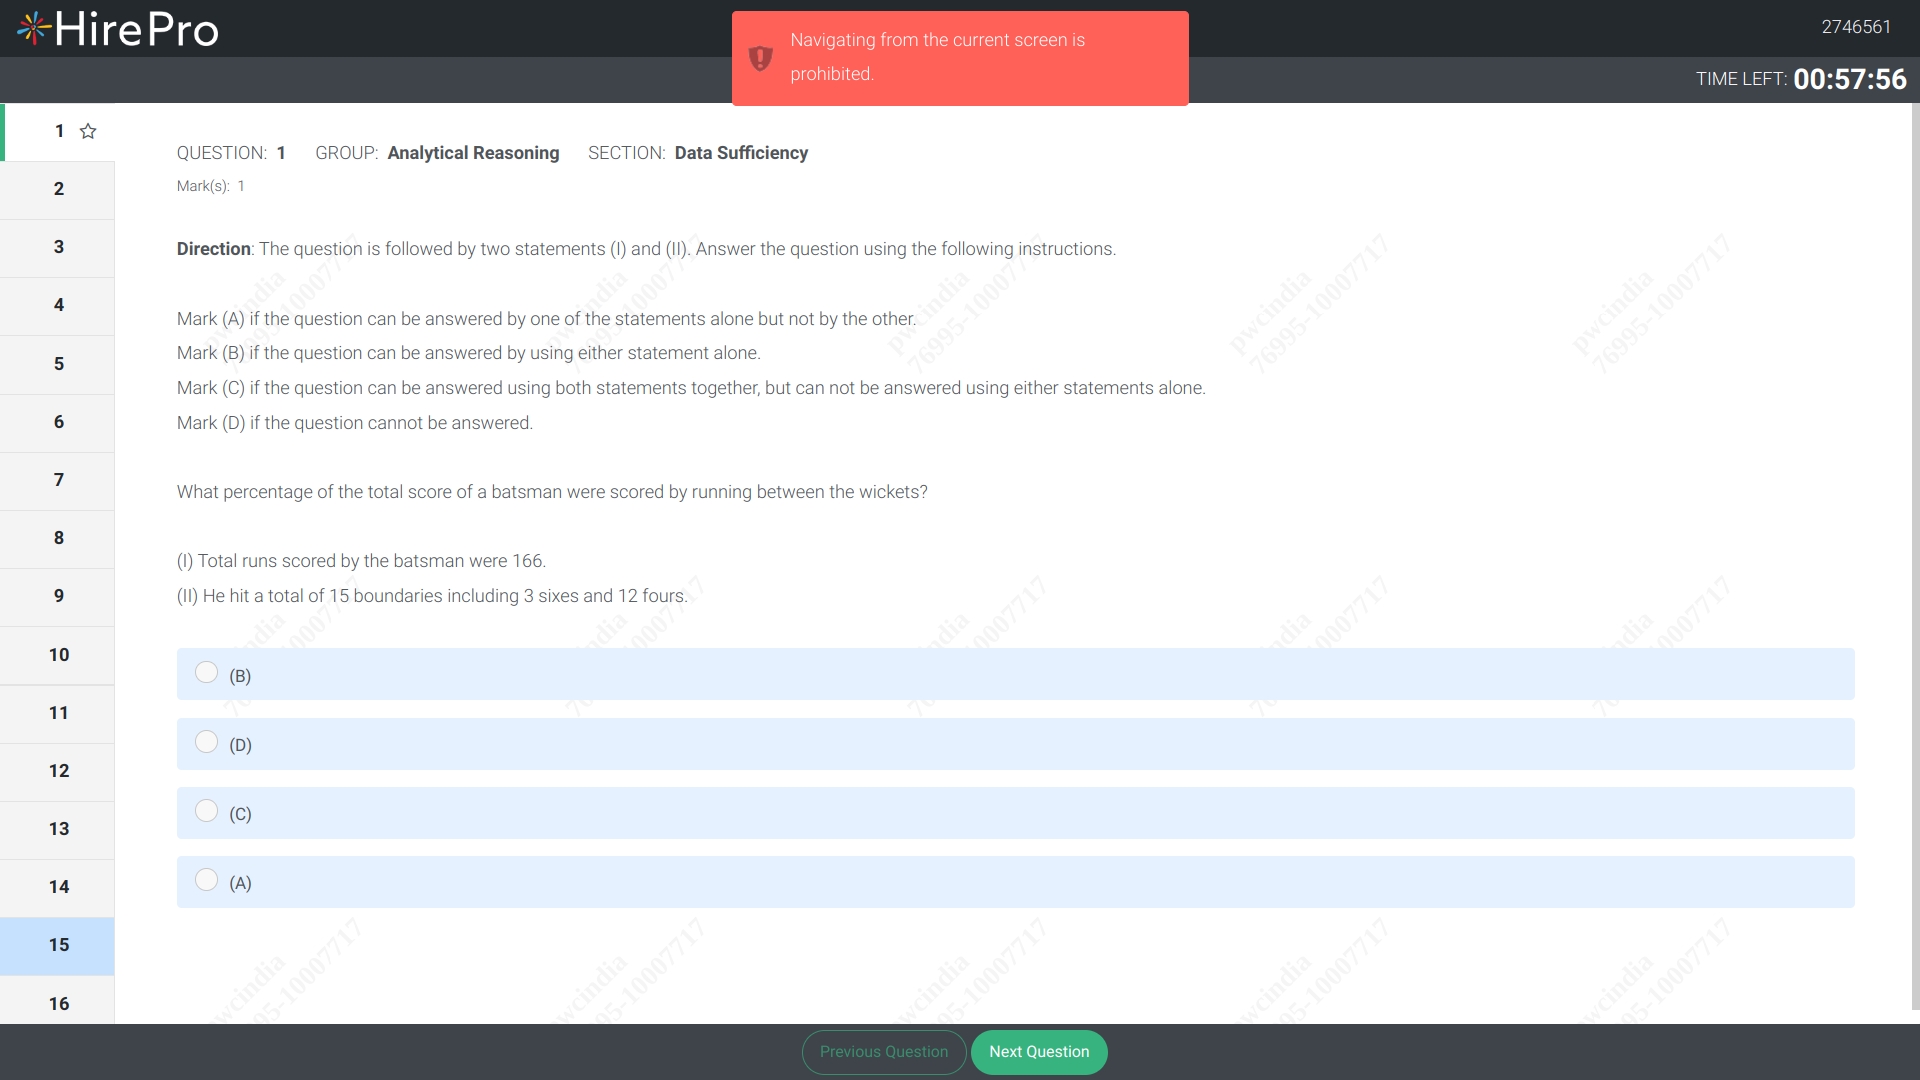 HirePro
Navigating from the current screen is
prohibited.
2746561
TIME LEFT: 00:57:56
1
2
3
4
5
6
7
8
9
10
11
12
13
14
15
16
QUESTION: 1 GROUP: Analytical Reasoning SECTION: Data Sufficiency
Mark(s): 1
Direction: The question is followed by two statements (I) and (II). Answer the question using the following instructions.
Mark (A) if the question can be answered by one of the statements alone but not by the other.
Mark (B) if the question can be answered by using either statement alone.
Mark (C) if the question can be answered using both statements together, but can not be answered using either statements alone.
Mark (D) if the question cannot be answered.
What percentage of the total score of a batsman were scored by running between the wickets?
(I) Total runs scored by the batsman were 166.
(II) He hit a total of 15 boundaries including 3 sixes and 12 fours.
(B)
(D)
(C)
(A)
pwcindia
76995-10007717
Previous Question
Next Question